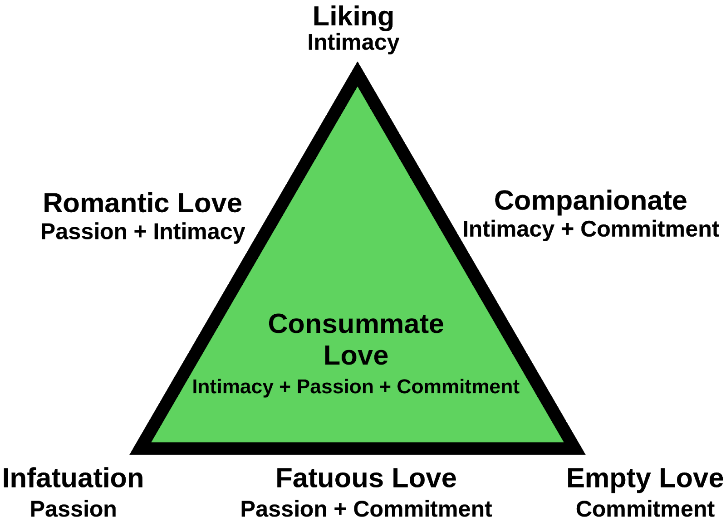 Liking
Intimacy
Romantic Love
Passion + Intimacy
Companionate
Intimacy + Commitment
Consummate
Love
Intimacy + Passion + Commitment
Infatuation
Passion
Fatuous Love
Passion + Commitment
Empty Love
Commitment